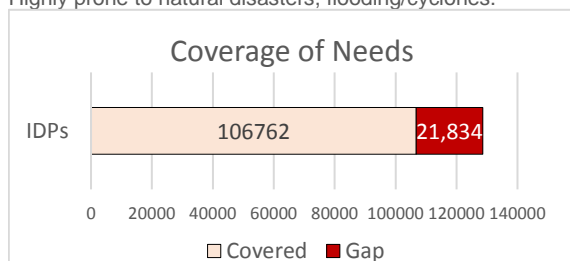 Highly prone to natural disasters, flooding/cyclones.
Coverage of Needs
IDPs 106762 21,834
0 20000 40000 60000 80000 100000 120000 140000
Covered Gap